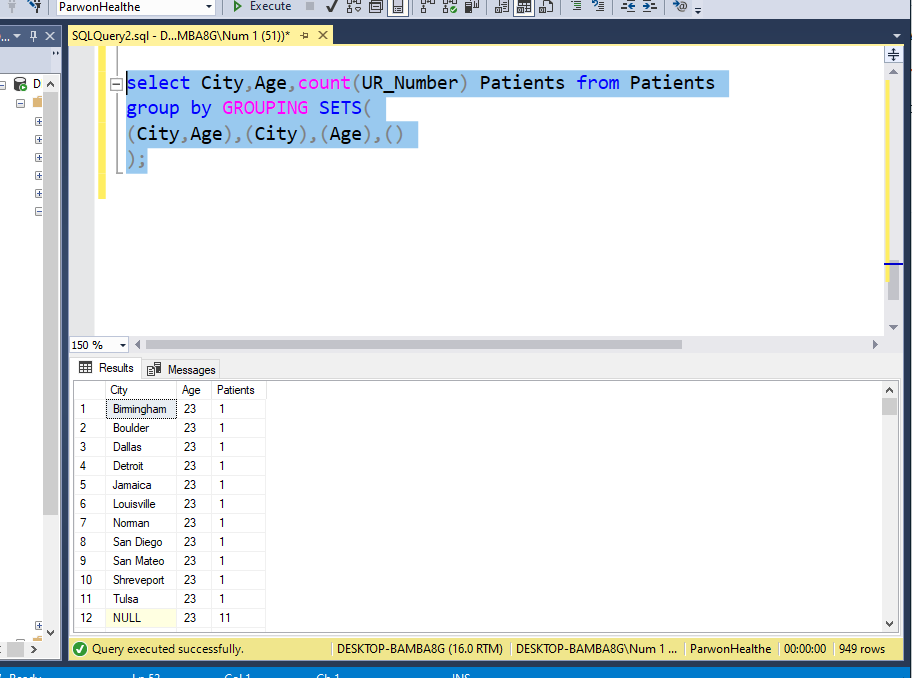 ParwonHealthe
Execute
SQLQuery2.sql - D...MBA8G\Num 1 (51))*
D
select City,Age,count(UR_Number) Patients from Patients
group by GROUPING SETS(
(City,Age),(City),(Age),()
);
150 %
Results Messages
City Age Patients
1 Birmingham 23 1
2 Boulder 23 1
3 Dallas 23 1
4 Detroit 23 1
5 Jamaica 23 1
6 Louisville 23 1
7 Norman 23 1
8 San Diego 23 1
9 San Mateo 23 1
10 Shreveport 23 1
11 Tulsa 23 1
12 NULL 23 11
Query executed successfully. DESKTOP-BAMBA8G (16.0 RTM) DESKTOP-BAMBA8G\Num 1 ... ParwonHealthe 00:00:00 949 rows